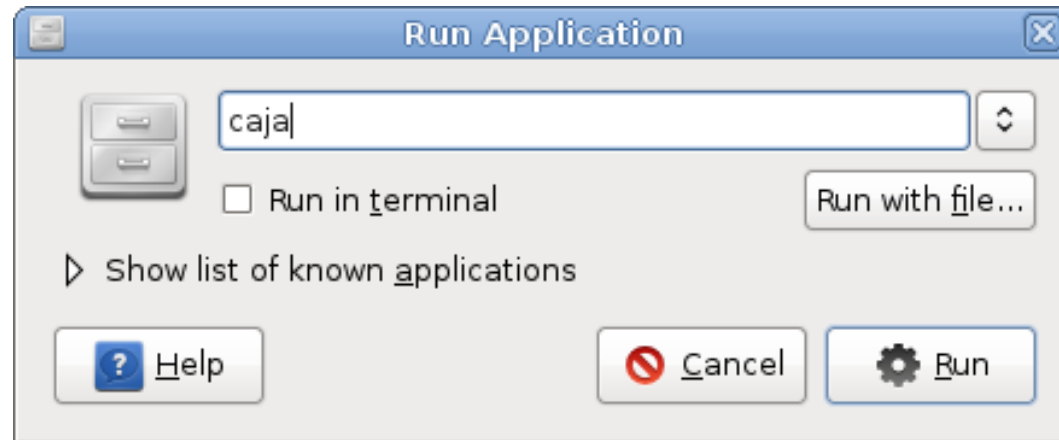 Run Application
caja
Run in terminal
Run with file...
Show list of known applications
? Help
Cancel
Run